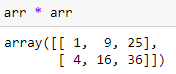 arr * arr
array([[ 1,  9, 25],
       [ 4, 16, 36]])